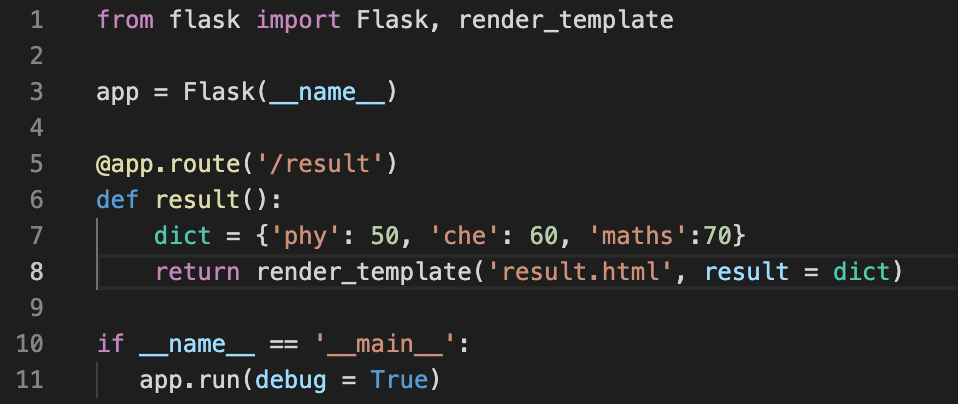 1 from flask import Flask, render_template
2
3 app = Flask(__name__)
4
5 @app.route('/result')
6 def result():
7     dict = {'phy': 50, 'che': 60, 'maths':70}
8     return render_template('result.html', result = dict)
9
10 if __name__ == '__main__':
11    app.run(debug = True)